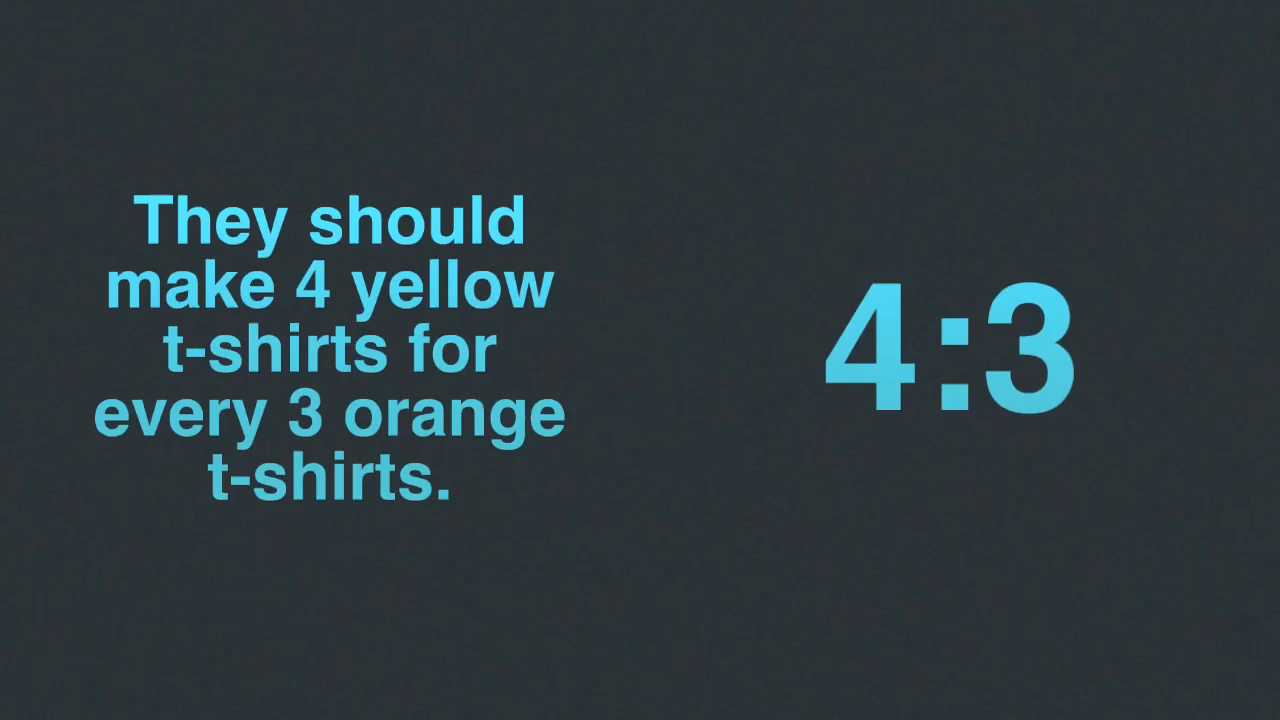 They should
make 4 yellow
t-shirts for
every 3 orange
t-shirts.
4:3